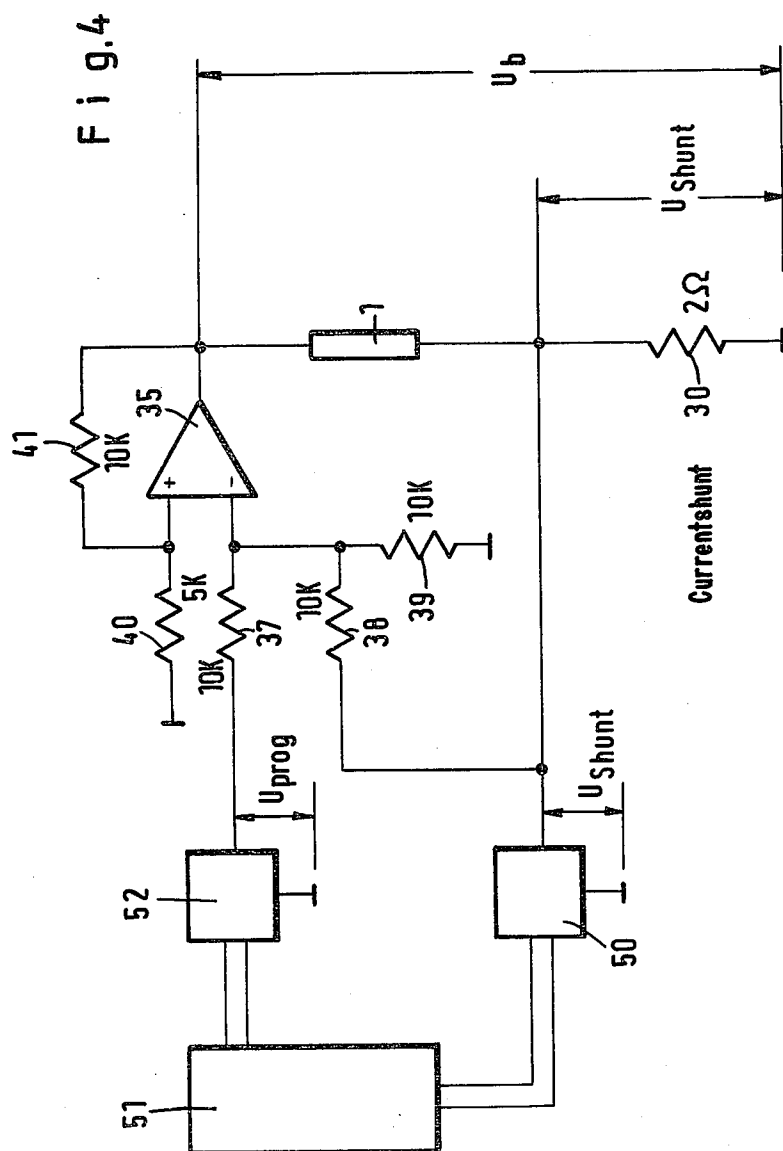 Fig.4
41
10K
35
40
5K
+
-
10K
37
10K
38
10K
39
1
U_b
U_Shunt
2Ω
30
Currentshunt
U_prog
U_Shunt
52
50
51